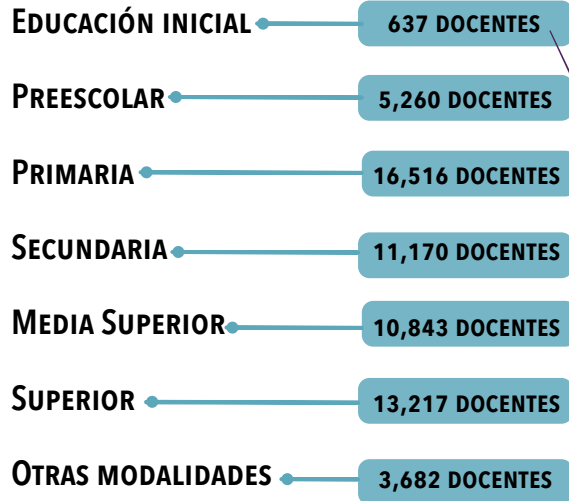 EDUCACIÓN INICIAL 637 DOCENTES
PREESCOLAR 5,260 DOCENTES
PRIMARIA 16,516 DOCENTES
SECUNDARIA 11,170 DOCENTES
MEDIA SUPERIOR 10,843 DOCENTES
SUPERIOR 13,217 DOCENTES
OTRAS MODALIDADES 3,682 DOCENTES